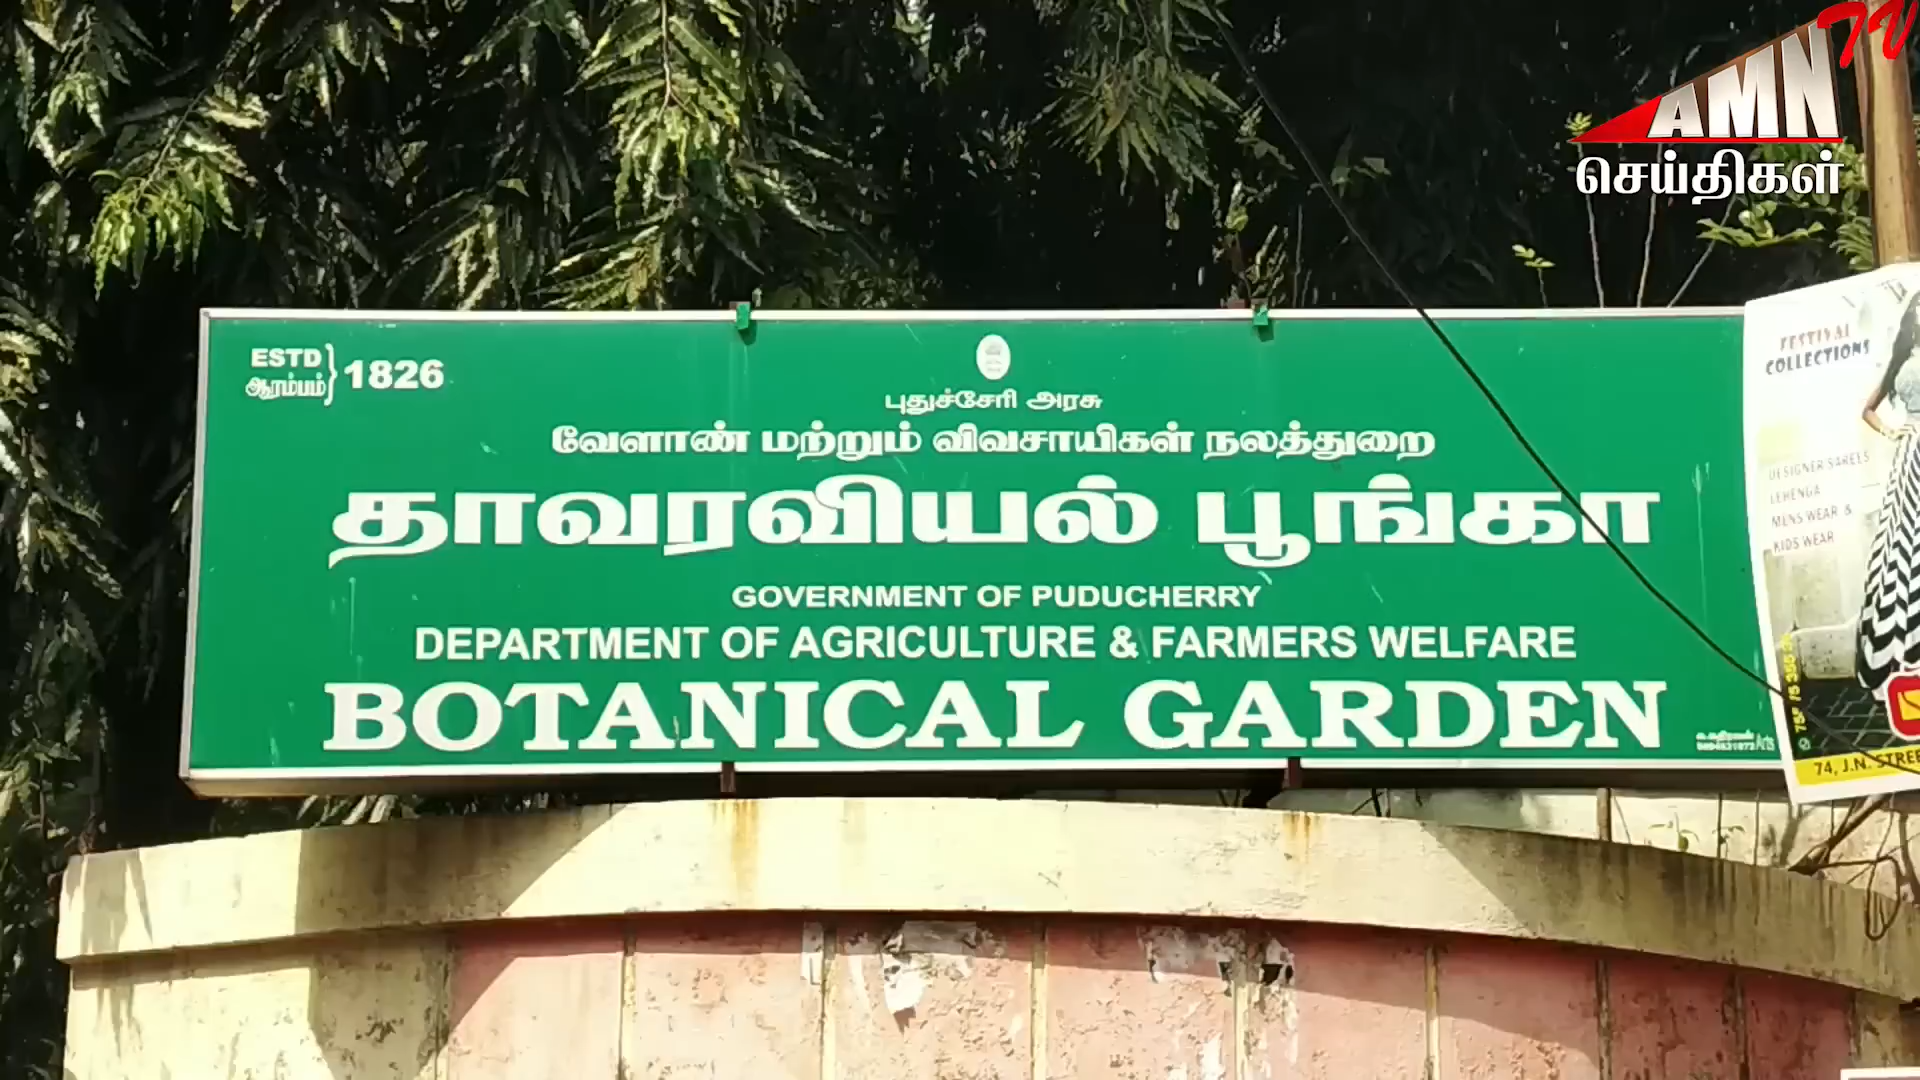 AMN TV
செய்திகள்
ESTD
ஆரம்பம் } 1826
புதுச்சேரி அரசு
வேளாண் மற்றும் விவசாயிகள் நலத்துறை
தாவரவியல் பூங்கா
GOVERNMENT OF PUDUCHERRY
DEPARTMENT OF AGRICULTURE & FARMERS WELFARE
BOTANICAL GARDEN
Arts
FESTIVAL
COLLECTIONS
DESIGNER SAREES
LEHENGA
MENS WEAR &
KIDS WEAR
74, J.N. STREE